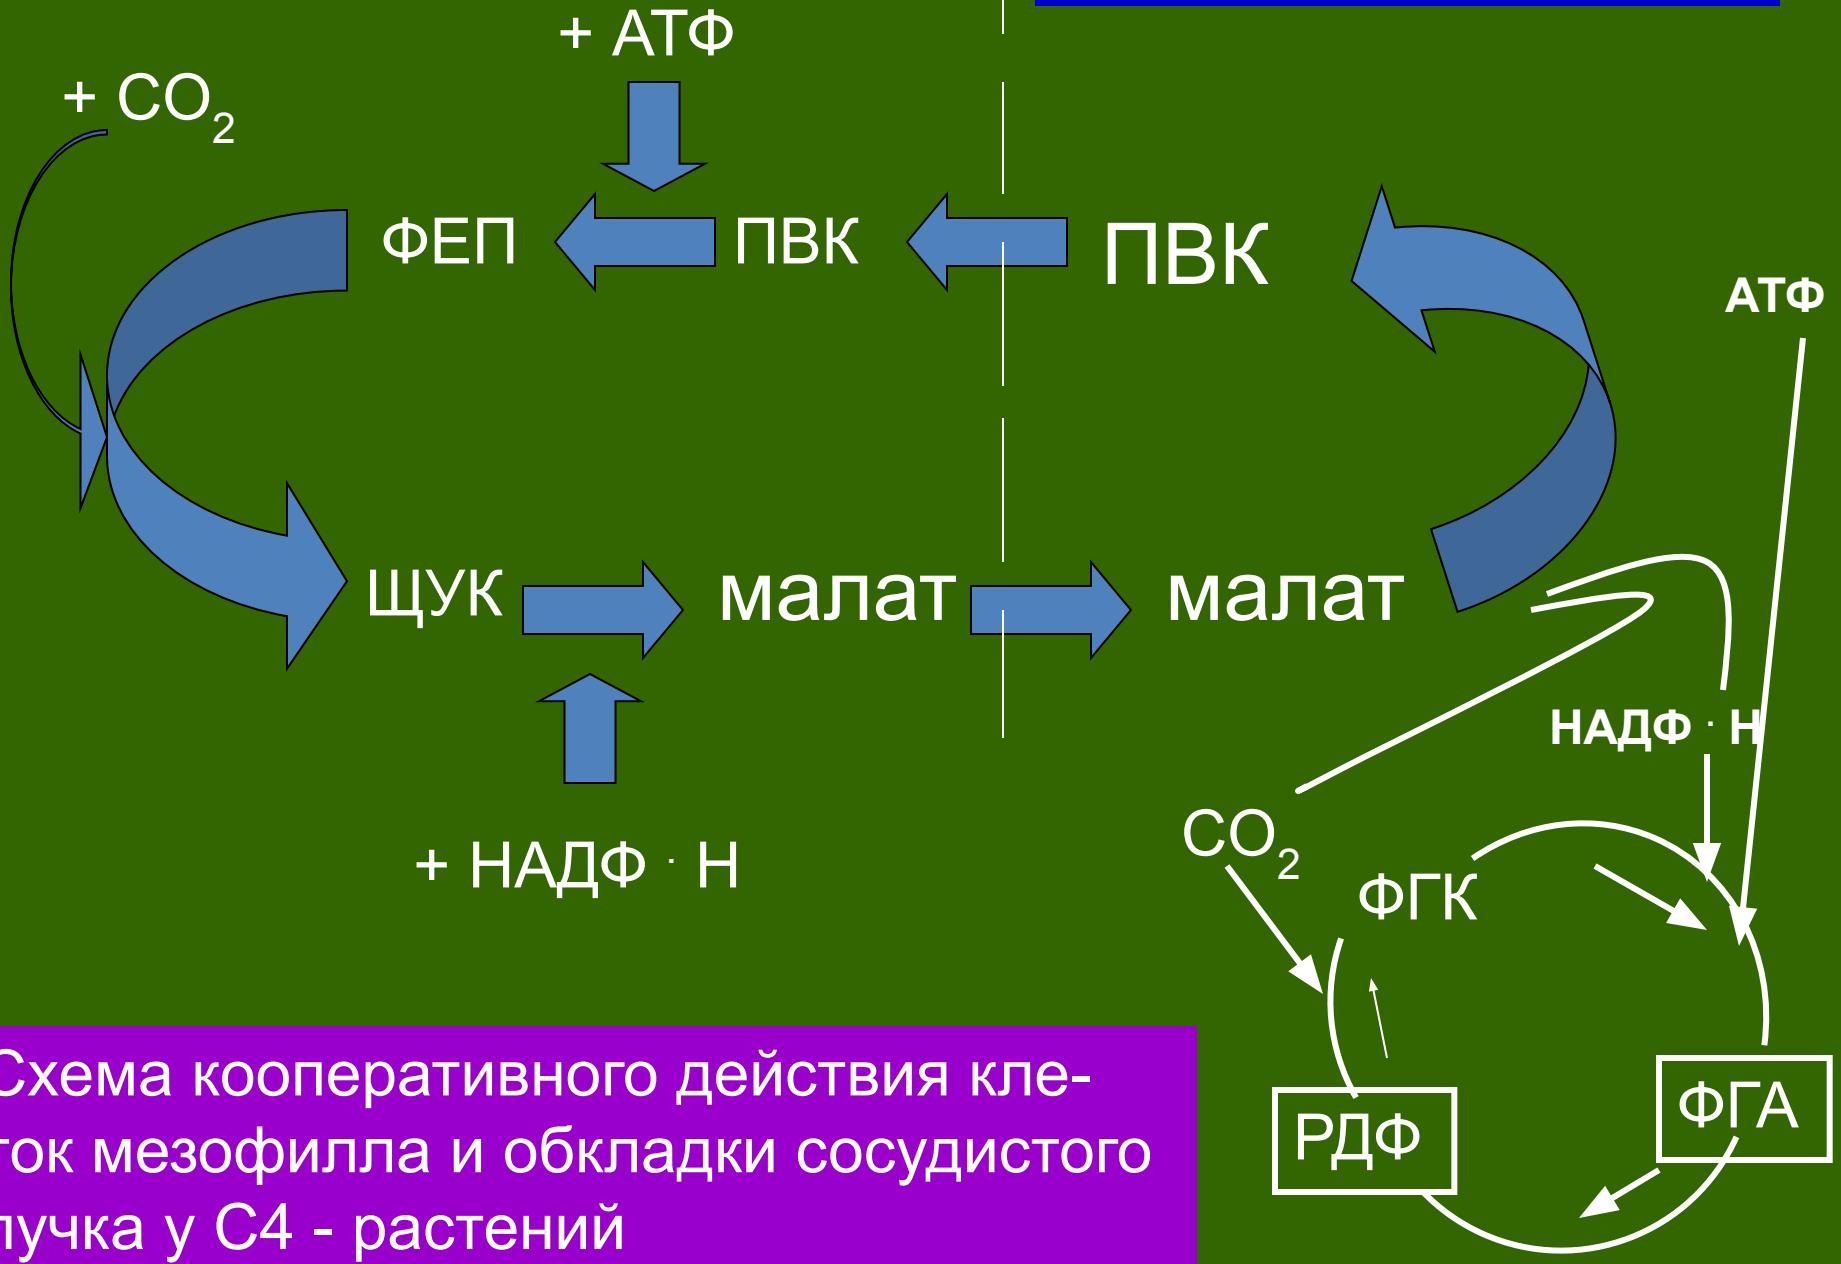 + АТФ
+ CO2
ФЕП ПВК ПВК
АТФ
ЩУК малат малат
НАДФ · Н
+ НАДФ · Н
CO2
ФГК
РДФ
ФГА
Схема кооперативного действия кле-
ток мезофилла и обкладки сосудистого
пучка у С4 - растений